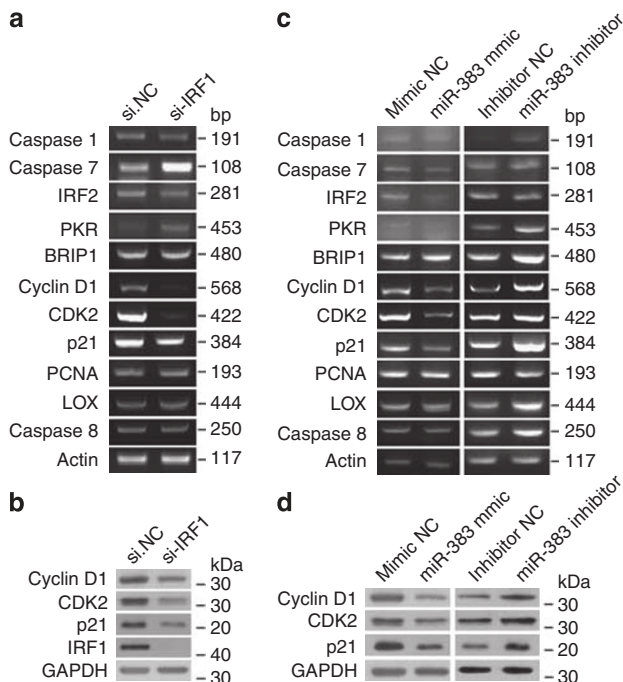 a
si.NC si-IRF1
bp
Caspase 1 191
Caspase 7 108
IRF2 281
PKR 453
BRIP1 480
Cyclin D1 568
CDK2 422
p21 384
PCNA 193
LOX 444
Caspase 8 250
Actin 117
b
si.NC si-IRF1
kDa
Cyclin D1 30
CDK2 30
p21 20
IRF1 40
GAPDH 30
c
Mimic NC miR-383 mmic Inhibitor NC miR-383 inhibitor
bp
Caspase 1 191
Caspase 7 108
IRF2 281
PKR 453
BRIP1 480
Cyclin D1 568
CDK2 422
p21 384
PCNA 193
LOX 444
Caspase 8 250
Actin 117
d
Mimic NC miR-383 mmic Inhibitor NC miR-383 inhibitor
kDa
Cyclin D1 30
CDK2 30
p21 20
GAPDH 30